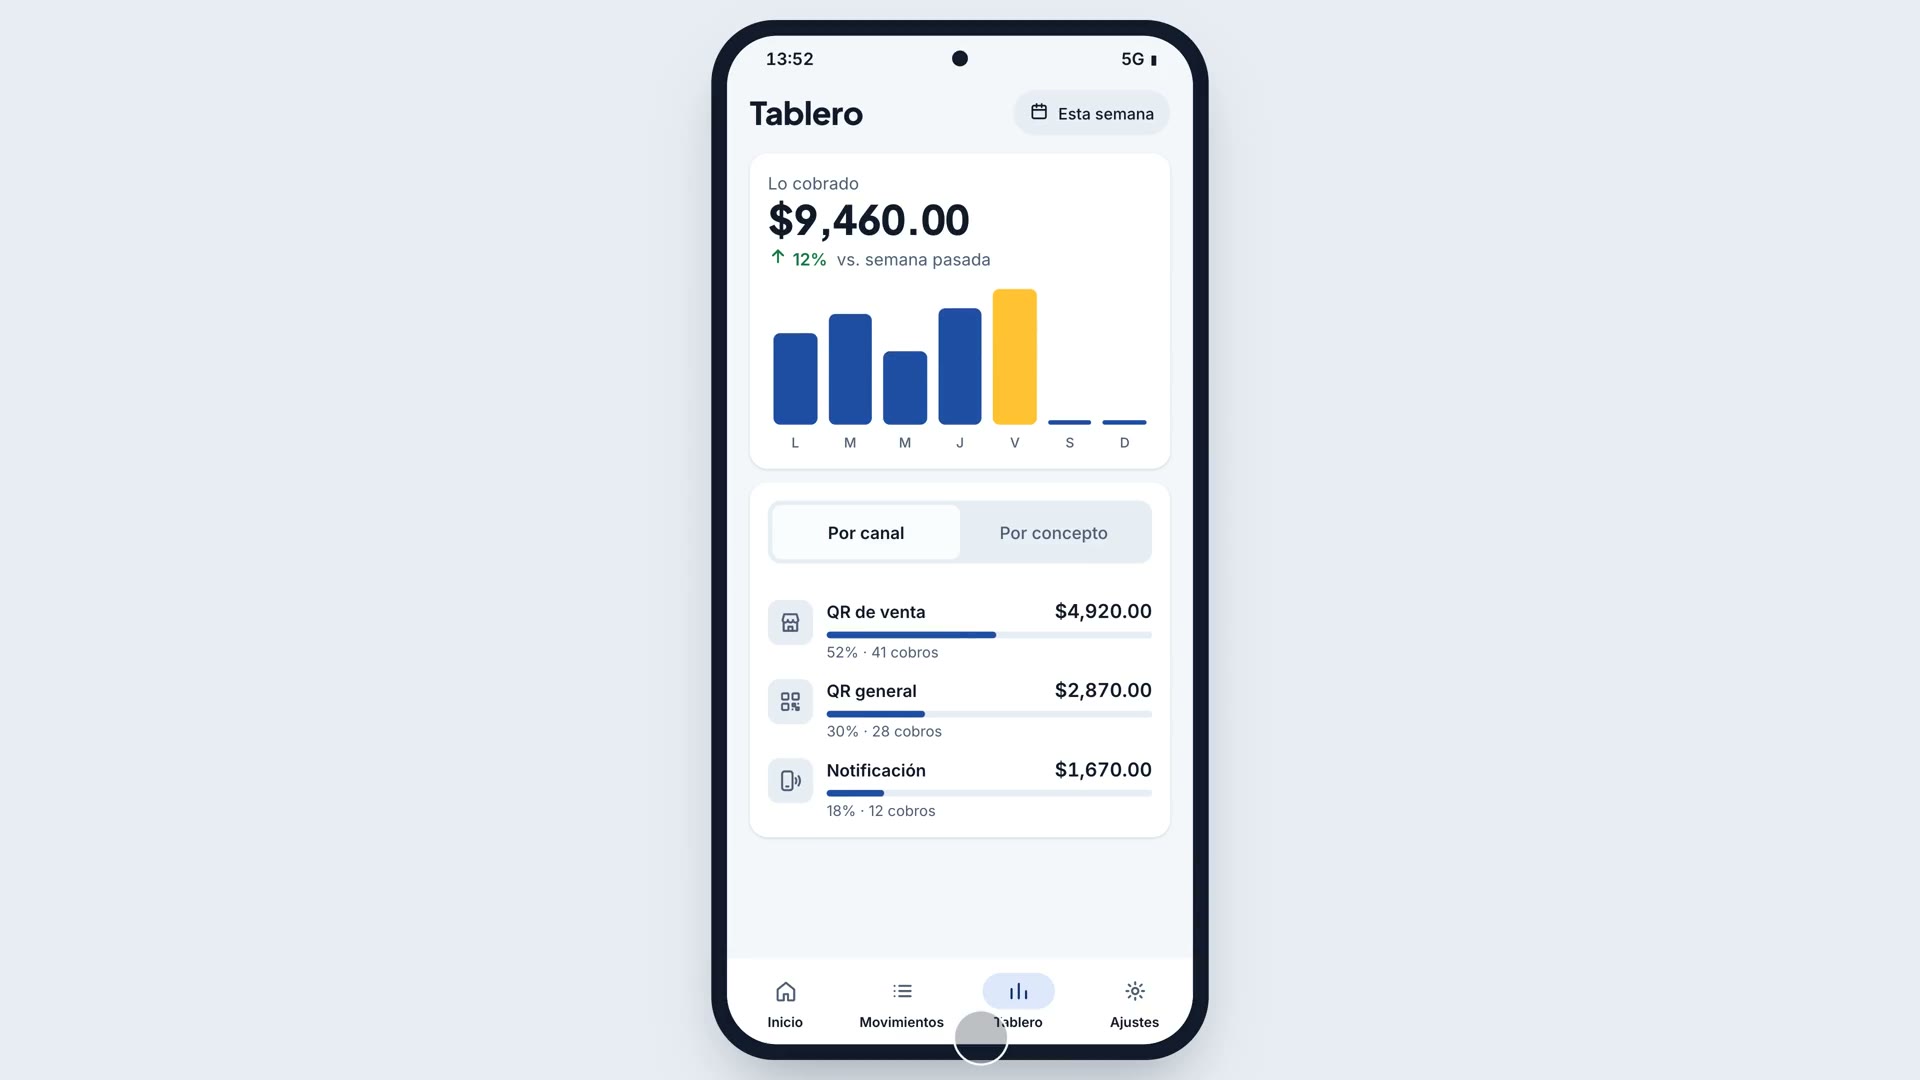 13:52
5G
Tablero
Esta semana
Lo cobrado
$9,460.00
12% vs. semana pasada
L M M J V S D
Por canal
Por concepto
QR de venta
$4,920.00
52% · 41 cobros
QR general
$2,870.00
30% · 28 cobros
Notificación
$1,670.00
18% · 12 cobros
Inicio
Movimientos
Tablero
Ajustes